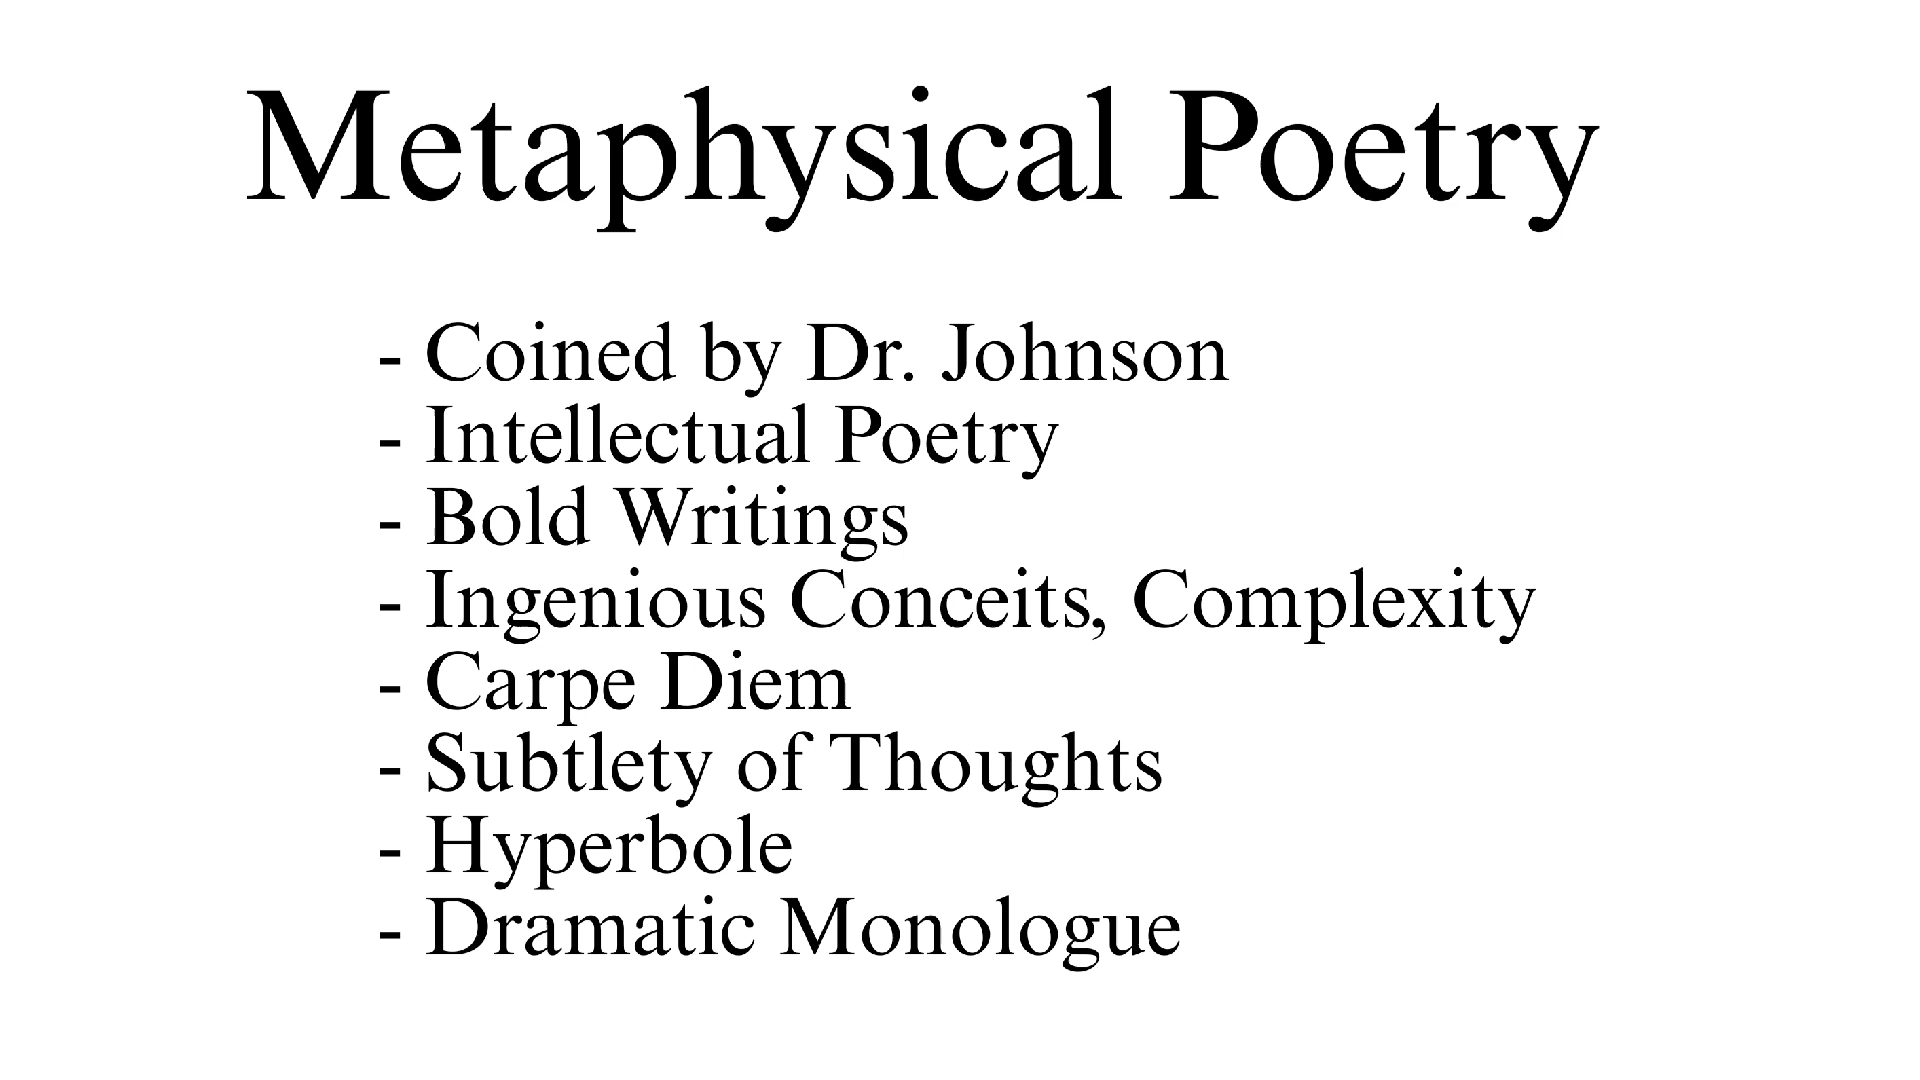 Metaphysical Poetry
- Coined by Dr. Johnson
- Intellectual Poetry
- Bold Writings
- Ingenious Conceits, Complexity
- Carpe Diem
- Subtlety of Thoughts
- Hyperbole
- Dramatic Monologue